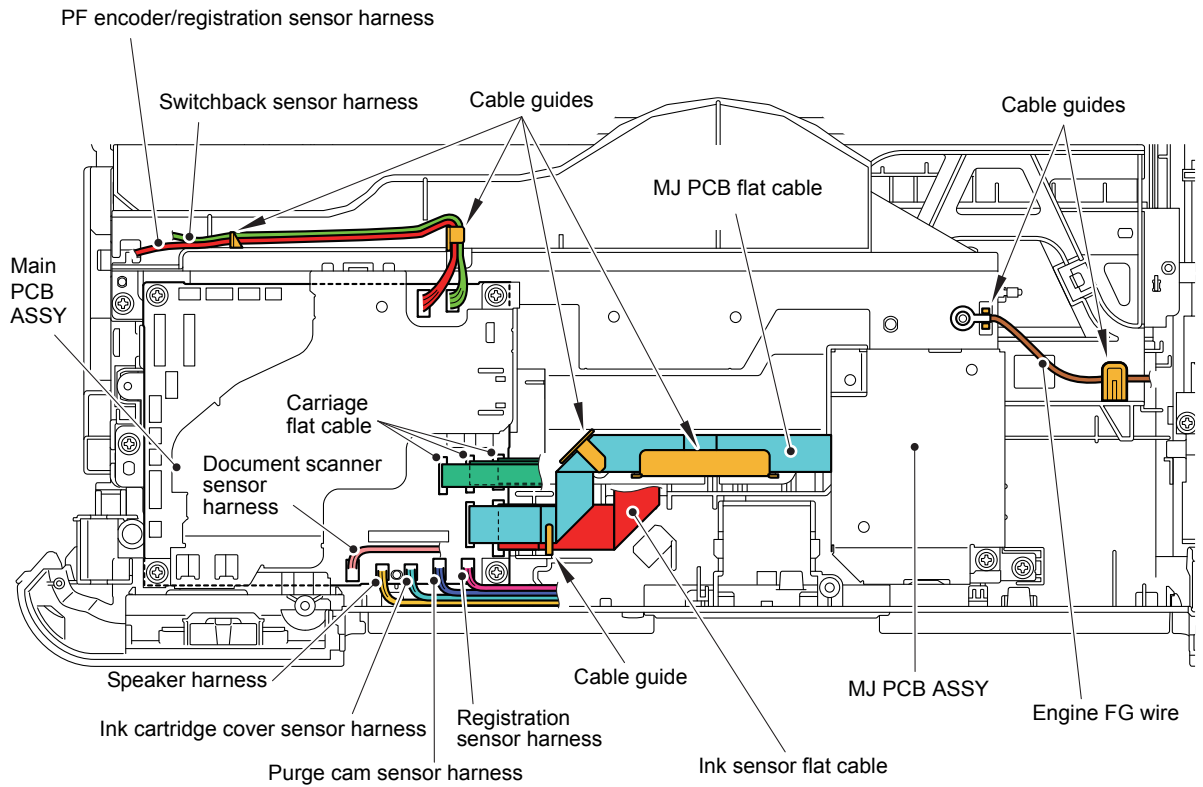 PF encoder/registration sensor harness
Switchback sensor harness
Cable guides
Cable guides
MJ PCB flat cable
Main
PCB
ASSY
Carriage
flat cable
Document scanner
sensor
harness
Speaker harness
Cable guide
MJ PCB ASSY
Ink cartridge cover sensor harness
Registration
sensor harness
Engine FG wire
Purge cam sensor harness
Ink sensor flat cable